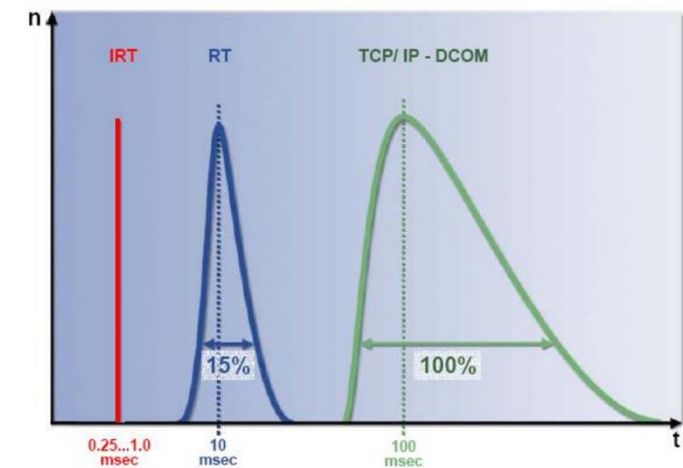 n
IRT RT TCP/ IP - DCOM
15% 100%
t
0.25...1.0 10 100
msec msec msec